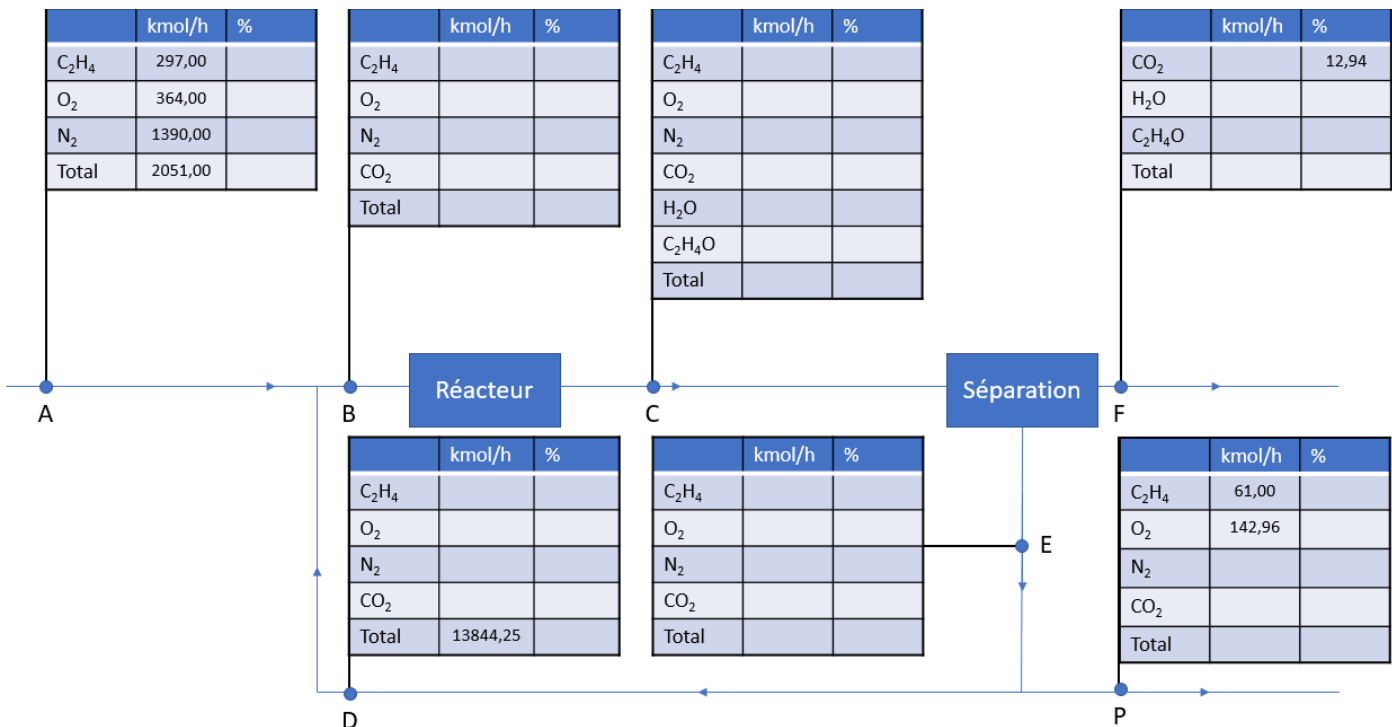 kmol/h %
C₂H₄ 297,00
O₂ 364,00
N₂ 1390,00
Total 2051,00
kmol/h %
C₂H₄
O₂
N₂
CO₂
Total
kmol/h %
C₂H₄
O₂
N₂
CO₂
H₂O
C₂H₄O
Total
kmol/h %
CO₂ 12,94
H₂O
C₂H₄O
Total
A
B
Réacteur
C
Séparation
F
kmol/h %
C₂H₄
O₂
N₂
CO₂
Total 13844,25
kmol/h %
C₂H₄
O₂
N₂
CO₂
Total
E
kmol/h %
C₂H₄ 61,00
O₂ 142,96
N₂
CO₂
Total
D
P